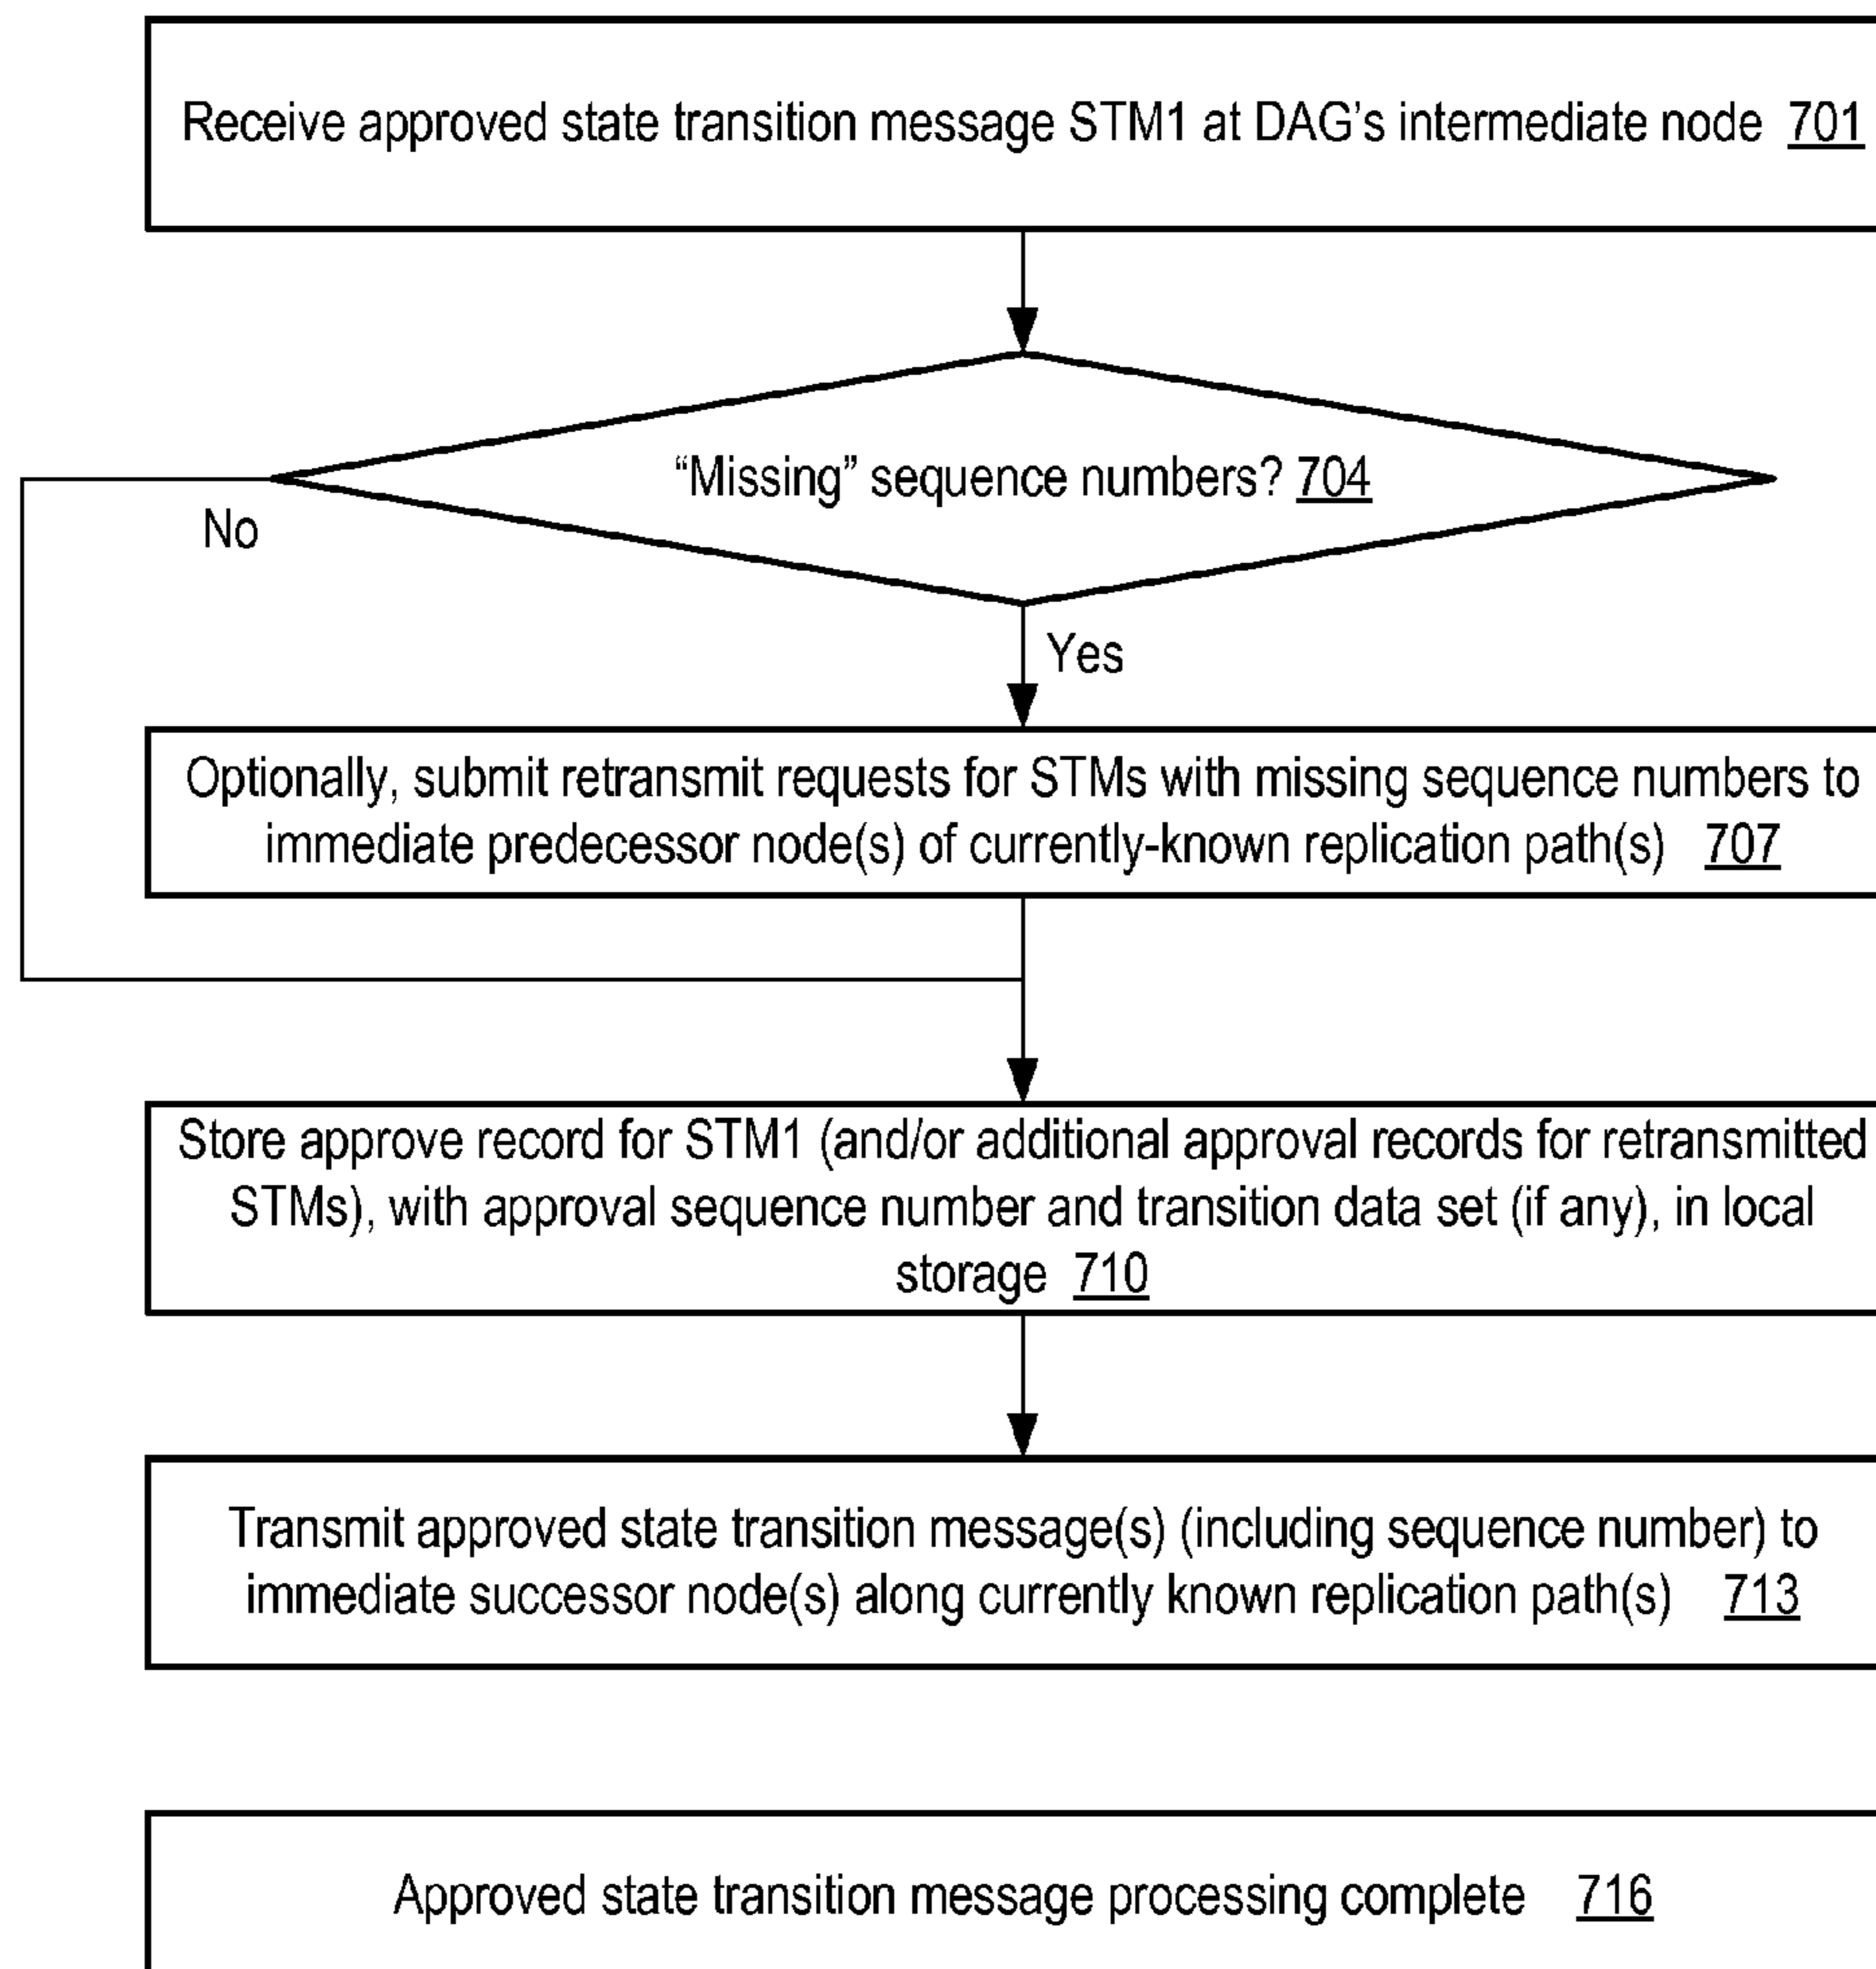 Receive approved state transition message STM1 at DAG’s intermediate node 701
“Missing” sequence numbers? 704
No
Yes
Optionally, submit retransmit requests for STMs with missing sequence numbers to
immediate predecessor node(s) of currently-known replication path(s) 707
Store approve record for STM1 (and/or additional approval records for retransmitted
STMs), with approval sequence number and transition data set (if any), in local
storage 710
Transmit approved state transition message(s) (including sequence number) to
immediate successor node(s) along currently known replication path(s) 713
Approved state transition message processing complete 716